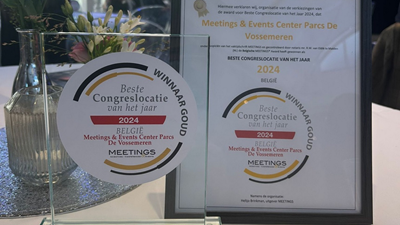 WINNAAR GOUD
Beste
Congreslocatie
van het jaar
2024
BELGIË
Meetings & Events Center Parcs
De Vossemeren
MEETINGS
Meetings & Events Center Parcs De
Vossemeren
BESTE CONGRESLOCATIE VAN HET JAAR
2024
BELGIË
WINNAAR GOUD
Beste
Congreslocatie
van het jaar
2024
BELGIË
Meetings & Events Center Parcs
De Vossemeren
MEETINGS